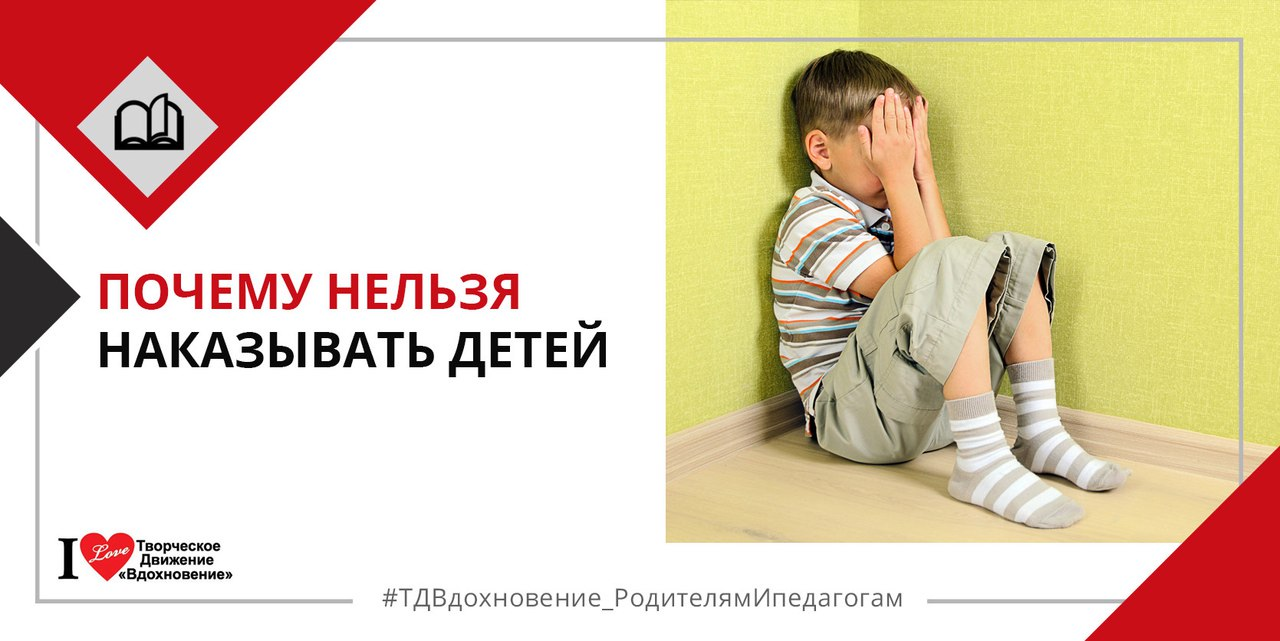 ПОЧЕМУ НЕЛЬЗЯ
НАКАЗЫВАТЬ ДЕТЕЙ
I Love Творческое
Движение
«Вдохновение»
#ТДВдохновение_РодителямИпедагогам